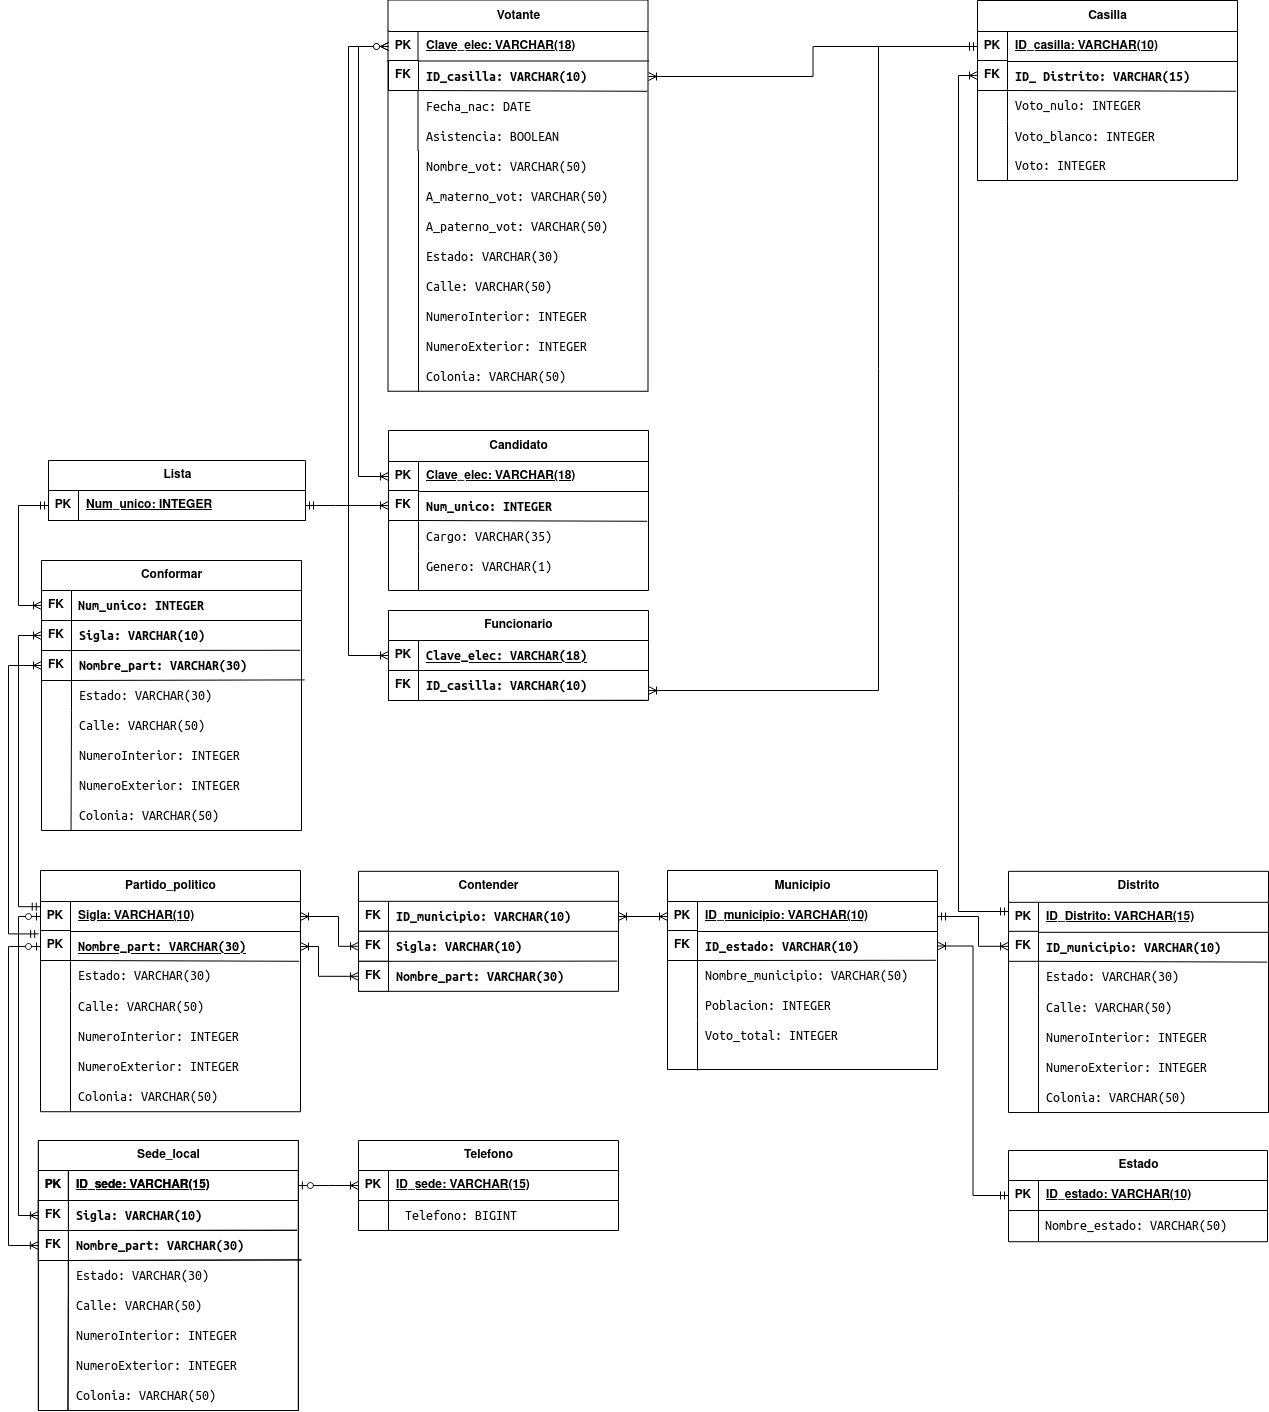 Votante
PK Clave_elec: VARCHAR(18)
FK ID_casilla: VARCHAR(10)
Fecha_nac: DATE
Asistencia: BOOLEAN
Nombre_vot: VARCHAR(50)
A_materno_vot: VARCHAR(50)
A_paterno_vot: VARCHAR(50)
Estado: VARCHAR(30)
Calle: VARCHAR(50)
NumeroInterior: INTEGER
NumeroExterior: INTEGER
Colonia: VARCHAR(50)
Casilla
PK ID_casilla: VARCHAR(10)
FK ID_ Distrito: VARCHAR(15)
Voto_nulo: INTEGER
Voto_blanco: INTEGER
Voto: INTEGER
Candidato
PK Clave_elec: VARCHAR(18)
FK Num_unico: INTEGER
Cargo: VARCHAR(35)
Genero: VARCHAR(1)
Lista
PK Num_unico: INTEGER
Conformar
FK Num_unico: INTEGER
FK Sigla: VARCHAR(10)
FK Nombre_part: VARCHAR(30)
Estado: VARCHAR(30)
Calle: VARCHAR(50)
NumeroInterior: INTEGER
NumeroExterior: INTEGER
Colonia: VARCHAR(50)
Funcionario
PK Clave_elec: VARCHAR(18)
FK ID_casilla: VARCHAR(10)
Partido_politico
PK Sigla: VARCHAR(10)
PK Nombre_part: VARCHAR(30)
Estado: VARCHAR(30)
Calle: VARCHAR(50)
NumeroInterior: INTEGER
NumeroExterior: INTEGER
Colonia: VARCHAR(50)
Contender
FK ID_municipio: VARCHAR(10)
FK Sigla: VARCHAR(10)
FK Nombre_part: VARCHAR(30)
Municipio
PK ID_municipio: VARCHAR(10)
FK ID_estado: VARCHAR(10)
Nombre_municipio: VARCHAR(50)
Poblacion: INTEGER
Voto_total: INTEGER
Distrito
PK ID_Distrito: VARCHAR(15)
FK ID_municipio: VARCHAR(10)
Estado: VARCHAR(30)
Calle: VARCHAR(50)
NumeroInterior: INTEGER
NumeroExterior: INTEGER
Colonia: VARCHAR(50)
Sede_local
PK ID_sede: VARCHAR(15)
FK Sigla: VARCHAR(10)
FK Nombre_part: VARCHAR(30)
Estado: VARCHAR(30)
Calle: VARCHAR(50)
NumeroInterior: INTEGER
NumeroExterior: INTEGER
Colonia: VARCHAR(50)
Telefono
PK ID_sede: VARCHAR(15)
Telefono: BIGINT
Estado
PK ID_estado: VARCHAR(10)
Nombre_estado: VARCHAR(50)